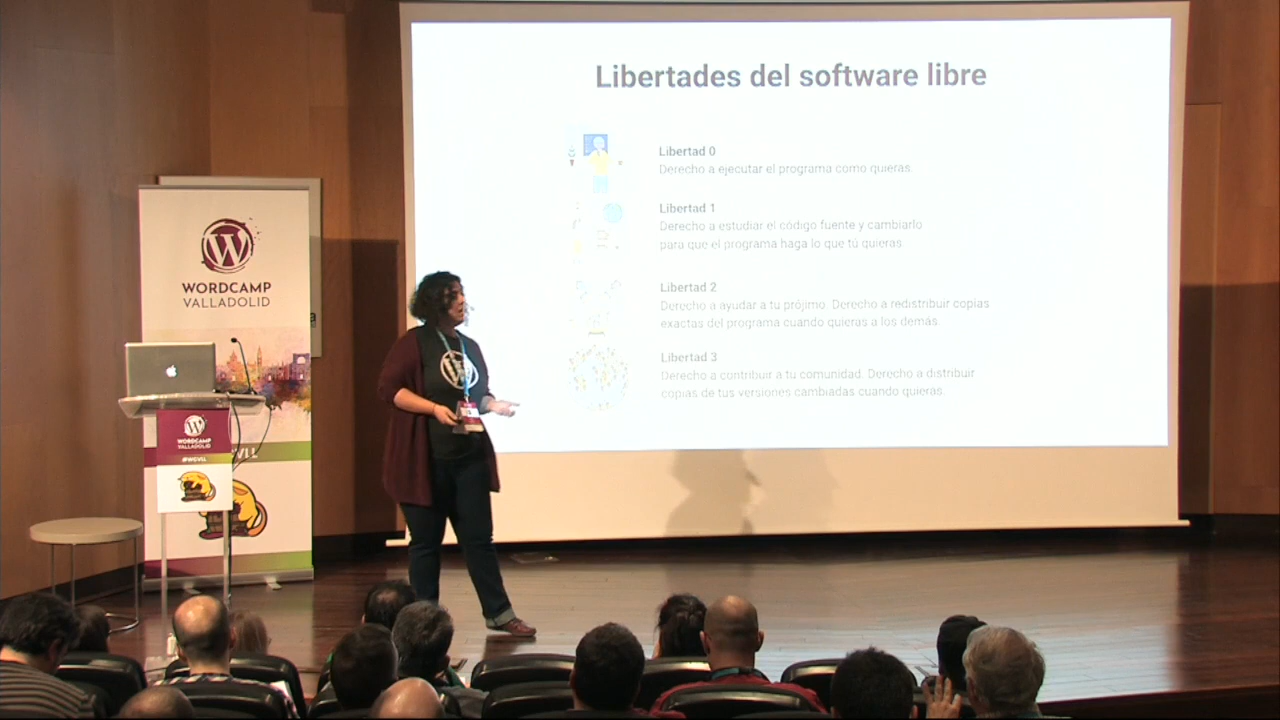 Libertades del software libre
Libertad 0
Derecho a ejecutar el programa como quieras.
Libertad 1
Derecho a estudiar el código fuente y cambiarlo
para que el programa haga lo que tú quieras.
Libertad 2
Derecho a ayudar a tu prójimo. Derecho a redistribuir copias
exactas del programa cuando quieras a los demás.
Libertad 3
Derecho a contribuir a tu comunidad. Derecho a distribuir
copias de tus versiones cambiadas cuando quieras.
WORDCAMP
VALLADOLID
a
WORDCAMP
VALLADOLID
#WCVLL